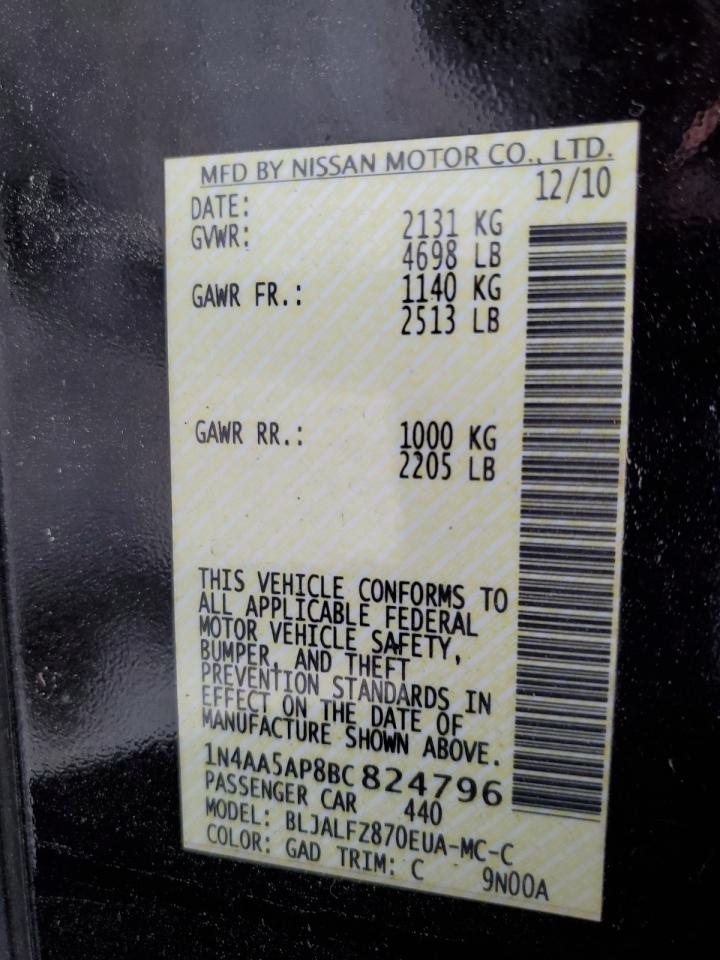 MFD BY NISSAN MOTOR CO., LTD.
DATE: 12/10
GVWR: 2131 KG
4698 LB
GAWR FR.: 1140 KG
2513 LB
GAWR RR.: 1000 KG
2205 LB
THIS VEHICLE CONFORMS TO
ALL APPLICABLE FEDERAL
MOTOR VEHICLE SAFETY,
BUMPER, AND THEFT
PREVENTION STANDARDS IN
EFFECT ON THE DATE OF
MANUFACTURE SHOWN ABOVE.
1N4AA5AP8BC824796
PASSENGER CAR 440
MODEL: BLJALFZ870EUA-MC-C
COLOR: GAD TRIM: C 9N00A